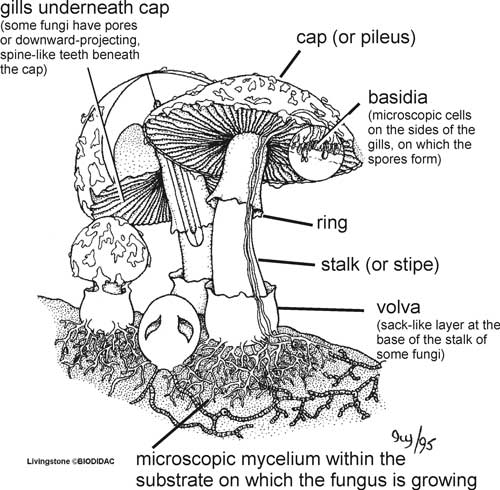 gills underneath cap
(some fungi have pores
or downward-projecting,
spine-like teeth beneath
the cap)
cap (or pileus)
basidia
(microscopic cells
on the sides of the
gills, on which the
spores form)
ring
stalk (or stipe)
volva
(sack-like layer at the
base of the stalk of
some fungi)
Livingstone ©BIODIDAC
microscopic mycelium within the
substrate on which the fungus is growing